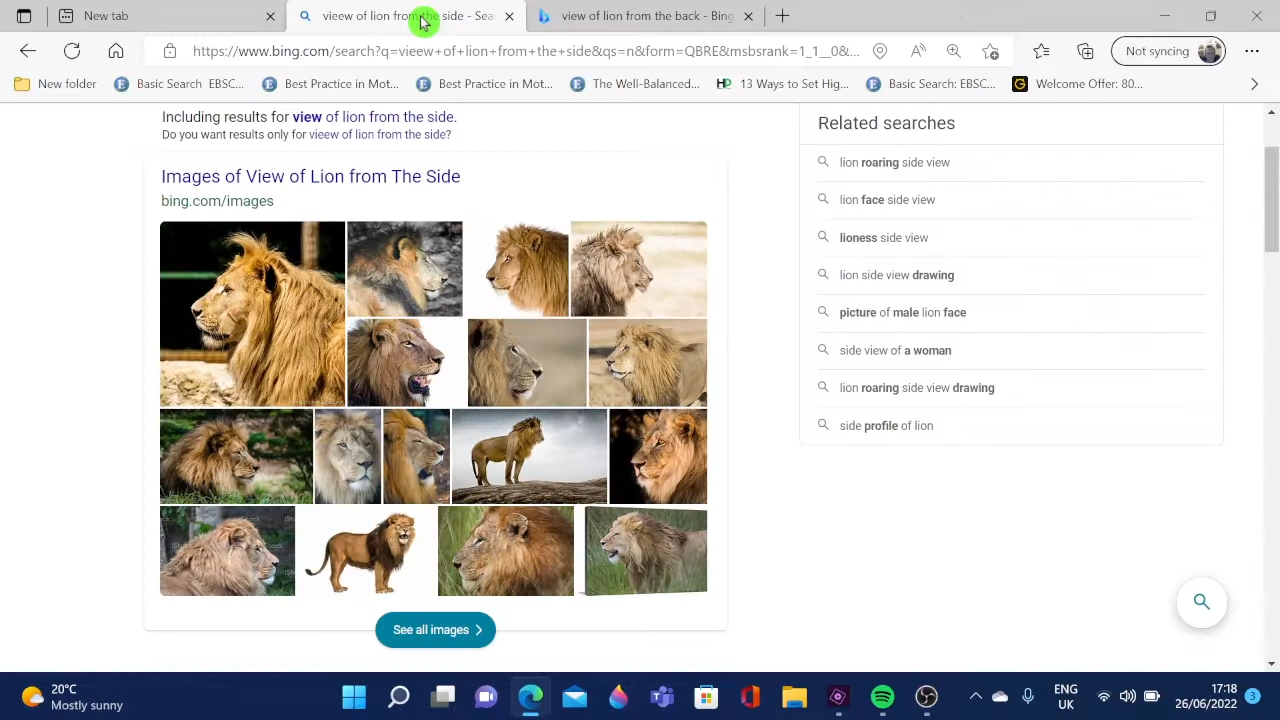 New tab
view of lion from the side - Sea
view of lion from the back - Bing
https://www.bing.com/search?q=vieew+of+lion+from+the+side&qs=n&form=QBRE&msbsrank=1_1__0&...
Not syncing
New folder
Basic Search: EBSC...
Best Practice in Mot...
Best Practice in Mot...
The Well-Balanced...
HP
13 Ways to Set Hig...
Basic Search: EBSC...
G
Welcome Offer: 80...
Including results for view of lion from the side.
Do you want results only for vieew of lion from the side?
Images of View of Lion from The Side
bing.com/images
See all images
Related searches
lion roaring side view
lion face side view
lioness side view
lion side view drawing
picture of male lion face
side view of a woman
lion roaring side view drawing
side profile of lion
20°C
Mostly sunny
ENG
UK
17:18
26/06/2022
3